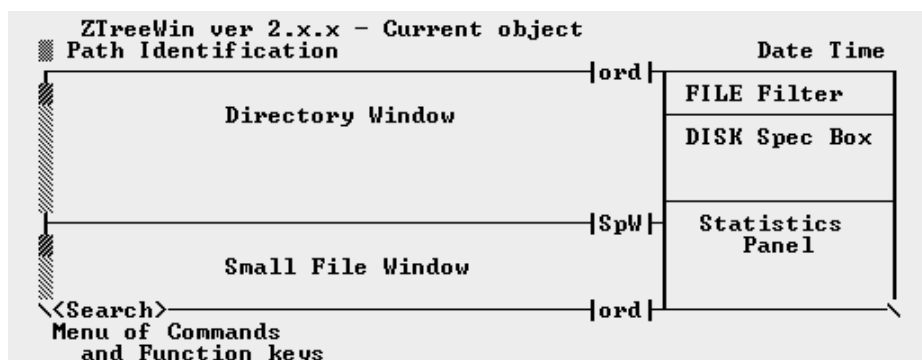 ZTreeWin ver 2.x.x - Current object
Path Identification Date Time
ord
FILE Filter
Directory Window
DISK Spec Box
SpW
Statistics
Panel
Small File Window
<Search> ord
Menu of Commands
and Function keys